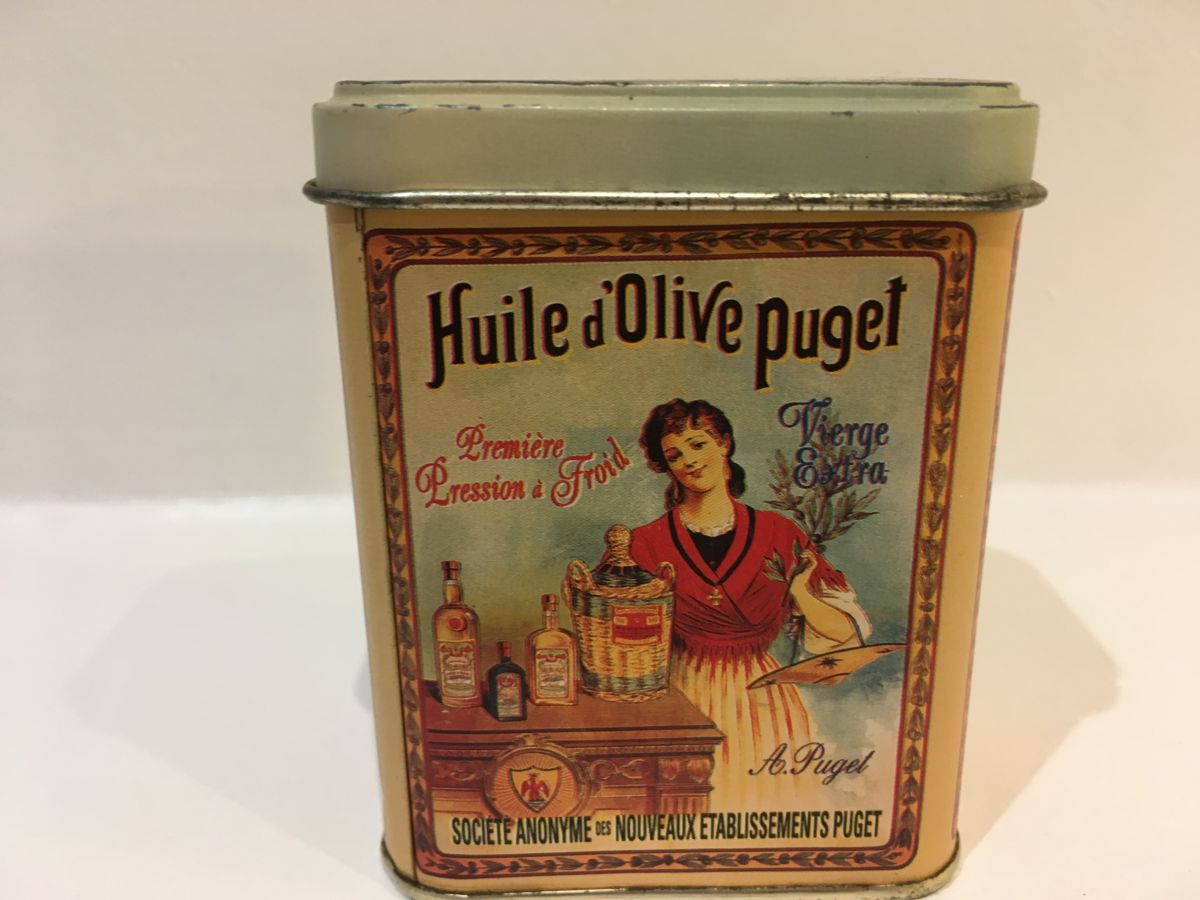 Huile d'Olive Puget
Première
Pression à Froid
Vierge
Extra
A. Puget
SOCIÉTÉ ANONYME DES NOUVEAUX ETABLISSEMENTS PUGET